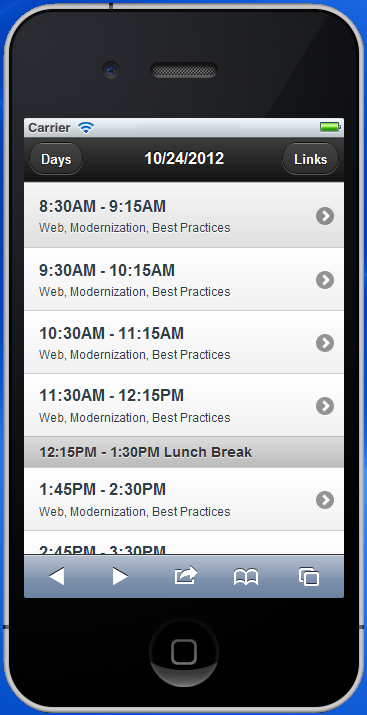 Carrier
Days 10/24/2012 Links
8:30AM - 9:15AM
Web, Modernization, Best Practices
9:30AM - 10:15AM
Web, Modernization, Best Practices
10:30AM - 11:15AM
Web, Modernization, Best Practices
11:30AM - 12:15PM
Web, Modernization, Best Practices
12:15PM - 1:30PM Lunch Break
1:45PM - 2:30PM
Web, Modernization, Best Practices
2:45PM - 3:30PM